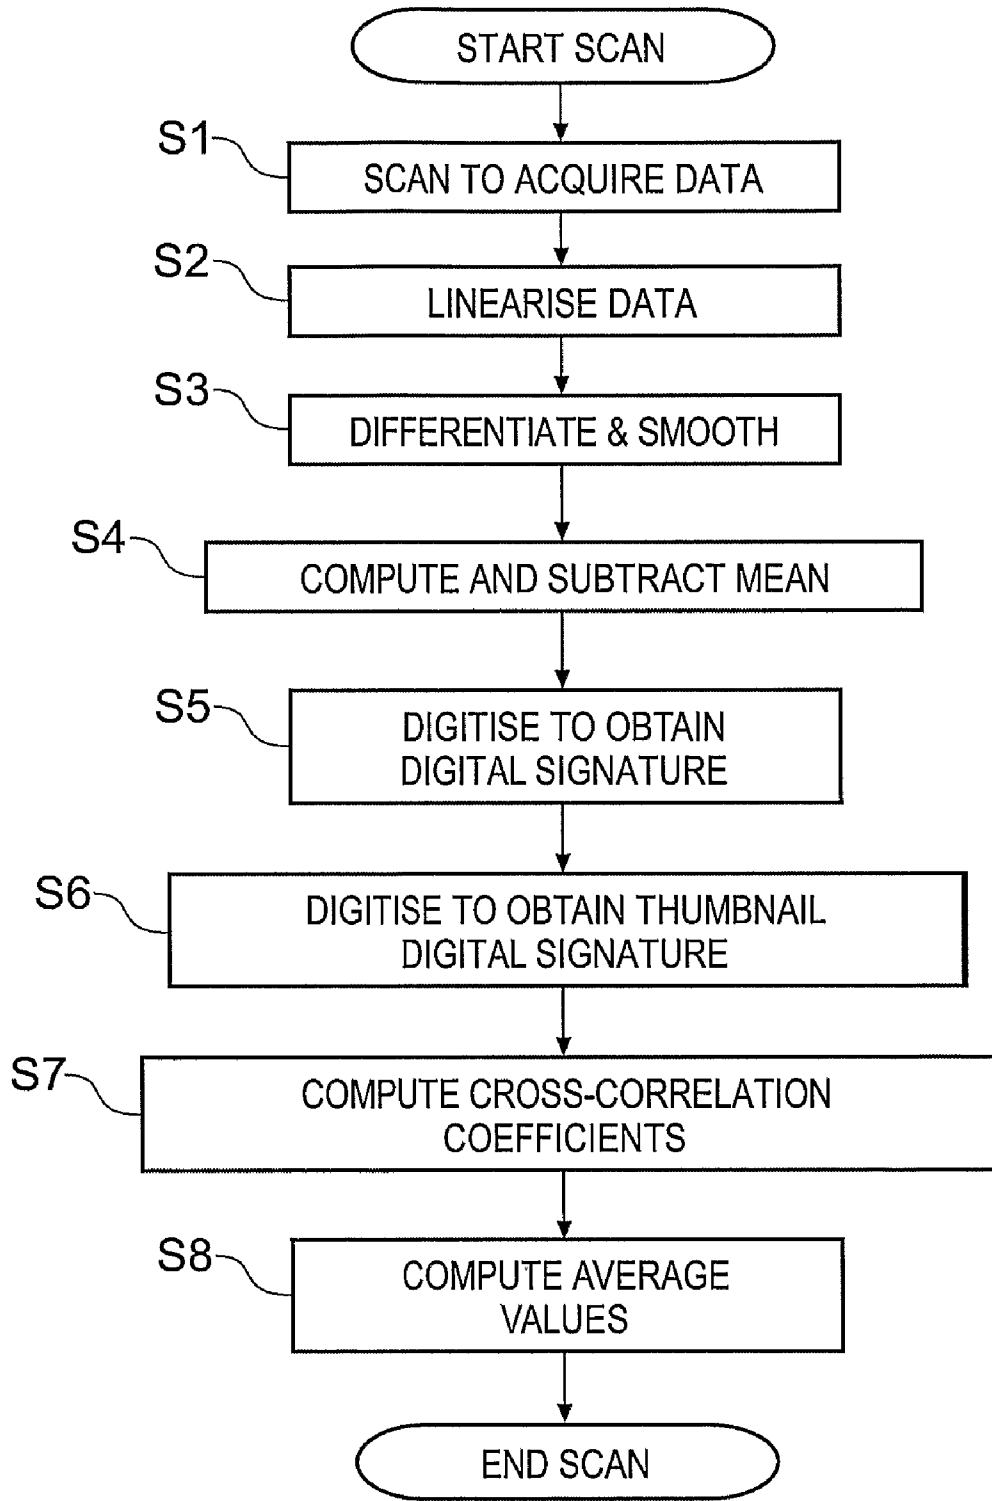 START SCAN
S1
SCAN TO ACQUIRE DATA
S2
LINEARISE DATA
S3
DIFFERENTIATE & SMOOTH
S4
COMPUTE AND SUBTRACT MEAN
S5
DIGITISE TO OBTAIN
DIGITAL SIGNATURE
S6
DIGITISE TO OBTAIN THUMBNAIL
DIGITAL SIGNATURE
S7
COMPUTE CROSS-CORRELATION
COEFFICIENTS
S8
COMPUTE AVERAGE
VALUES
END SCAN